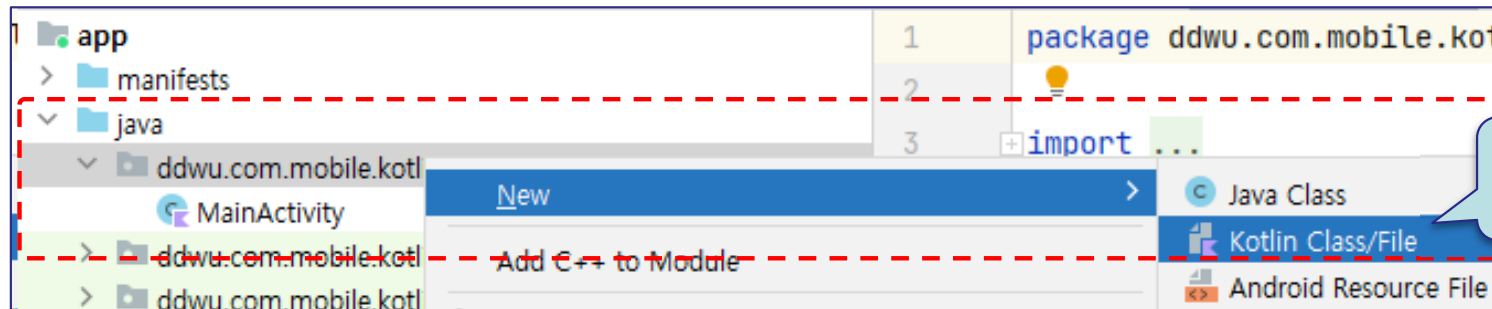 app
manifests
java
ddwu.com.mobile.kotl
MainActivity
ddwu.com.mobile.kotl
ddwu.com.mobile.kotl
New
Add C++ to Module
Java Class
Kotlin Class/File
Android Resource File
1 package ddwu.com.mobile.kot
2
3 import ...